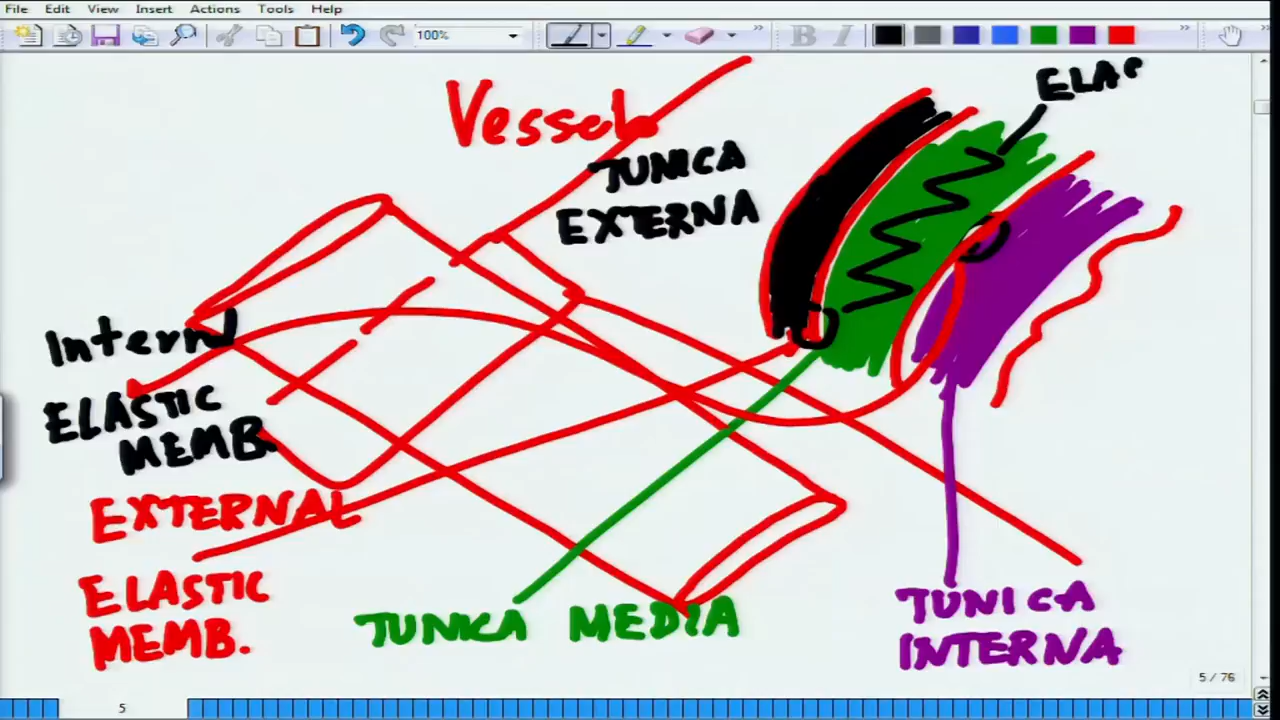 File Edit View Insert Actions Tools Help
100%
Vessel
ELAS
TUNICA
EXTERNA
Internal
ELASTIC
MEMB.
EXTERNAL
ELASTIC
MEMB.
TUNICA MEDIA
TUNICA
INTERNA
5 / 76
5